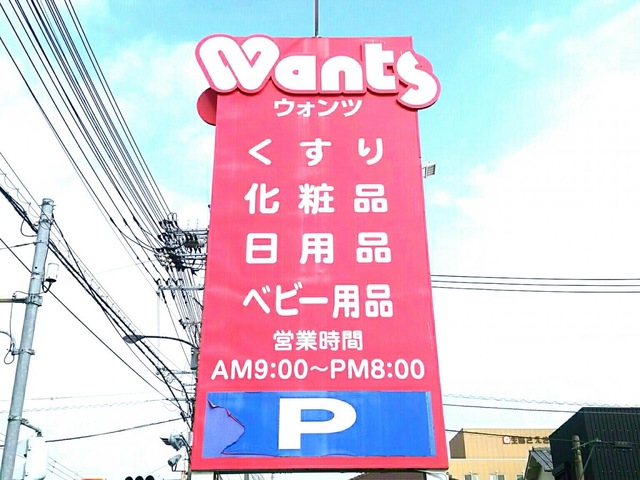 Wants
ウォンツ
くすり
化粧品
日用品
ベビー用品
営業時間
AM9:00～PM8:00
P